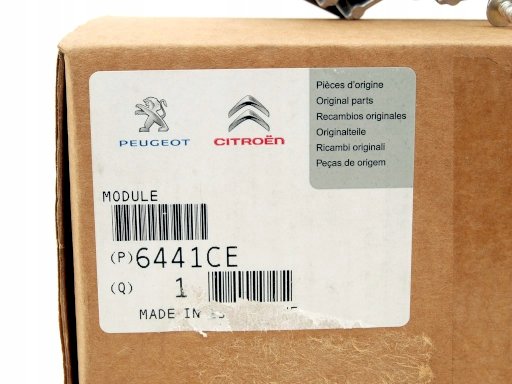 PEUGEOT
CITROËN
Pièces d'origine
Original parts
Recambios originales
Originalteile
Ricambi originali
Peças de origem
MODULE
(P) 6441CE
(Q) 1
MADE IN